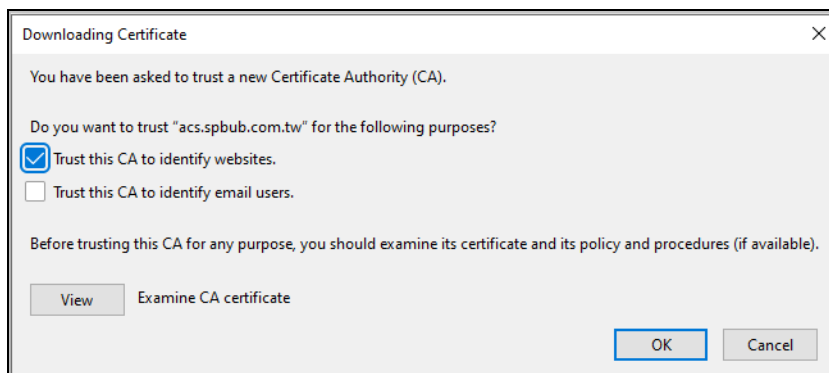 Downloading Certificate
You have been asked to trust a new Certificate Authority (CA).
Do you want to trust "acs.spbub.com.tw" for the following purposes?
Trust this CA to identify websites.
Trust this CA to identify email users.
Before trusting this CA for any purpose, you should examine its certificate and its policy and procedures (if available).
View Examine CA certificate
OK Cancel